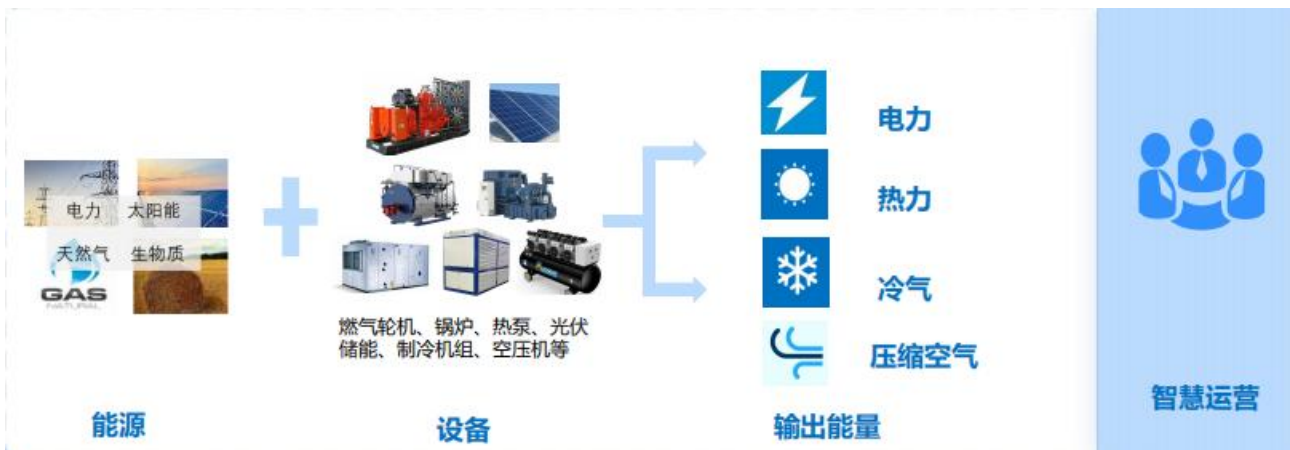 电力 太阳能
天然气 生物质
GAS
NATURAL
燃气轮机、锅炉、热泵、光伏
储能、制冷机组、空压机等
电力
热力
冷气
压缩空气
能源
设备
输出能量
智慧运营